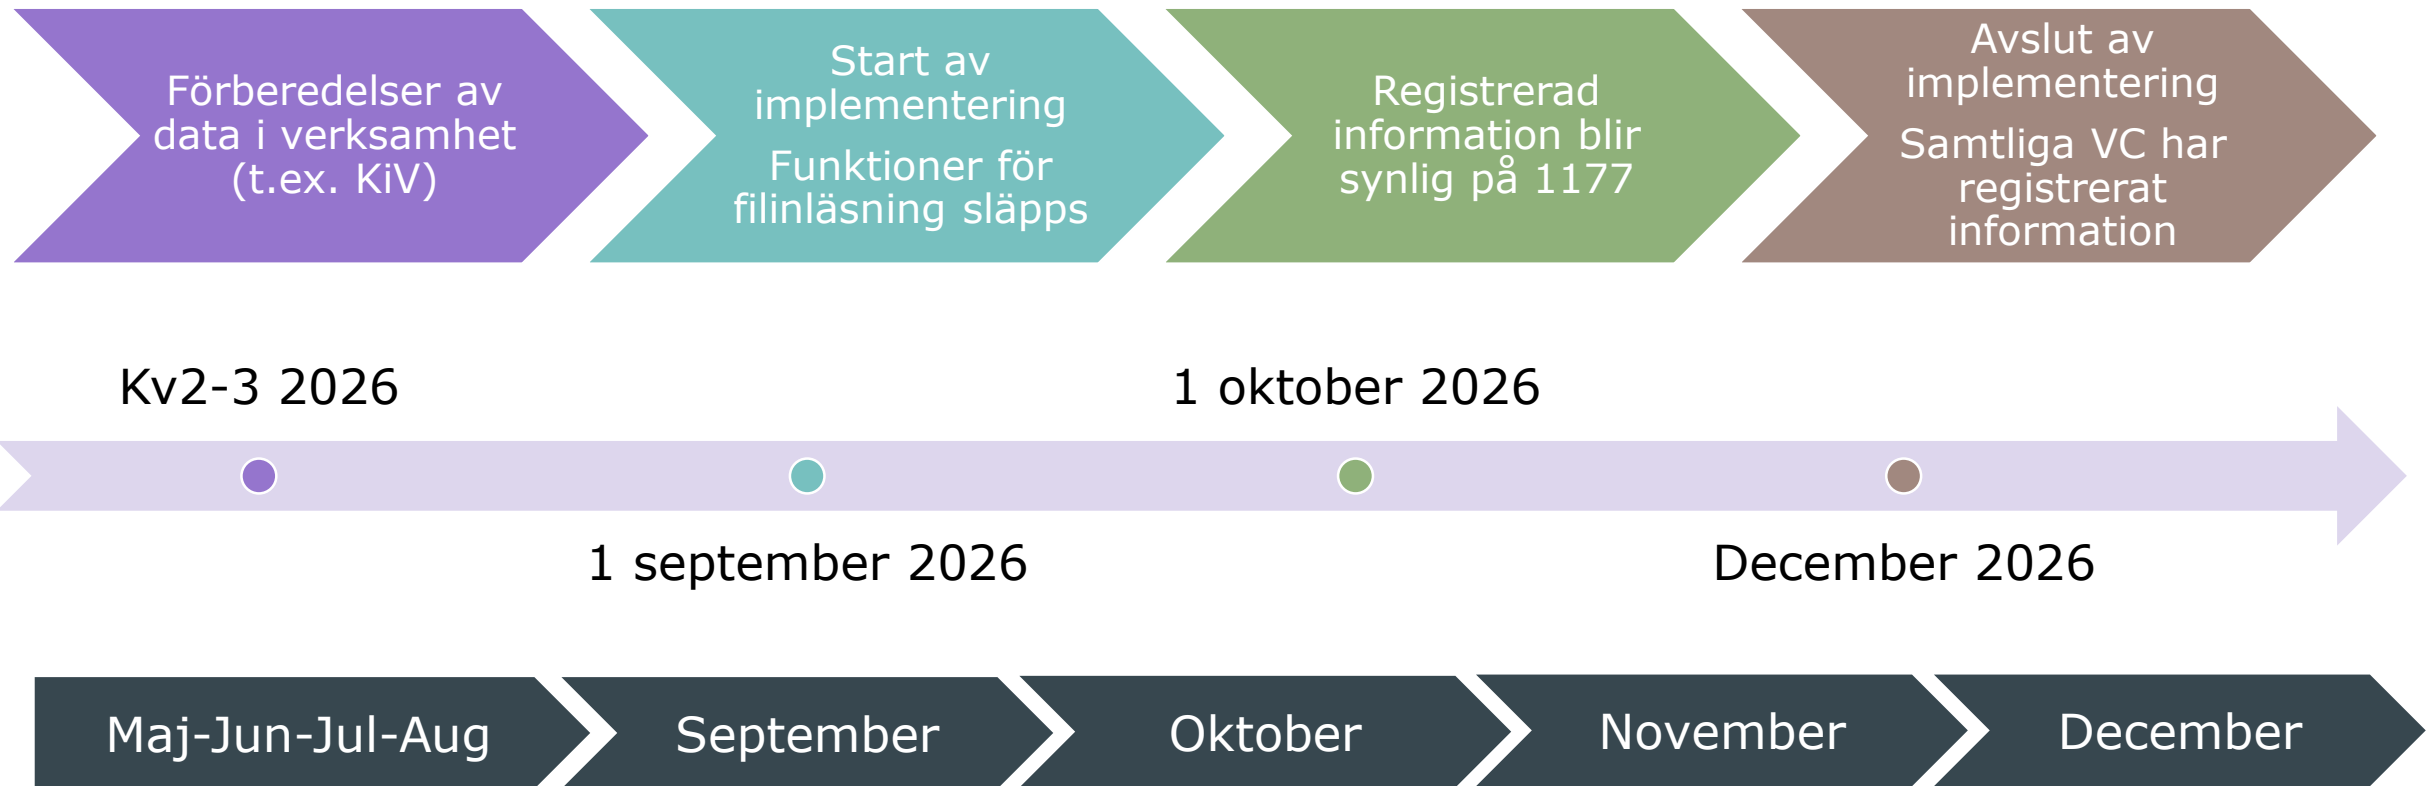 Förberedelser av
data i verksamhet
(t.ex. KiV)
Start av
implementering
Funktioner för
filinläsning släpps
Registrerad
information blir
synlig på 1177
Avslut av
implementering
Samtliga VC har
registrerat
information
Kv2-3 2026
1 september 2026
1 oktober 2026
December 2026
Maj-Jun-Jul-Aug
September
Oktober
November
December